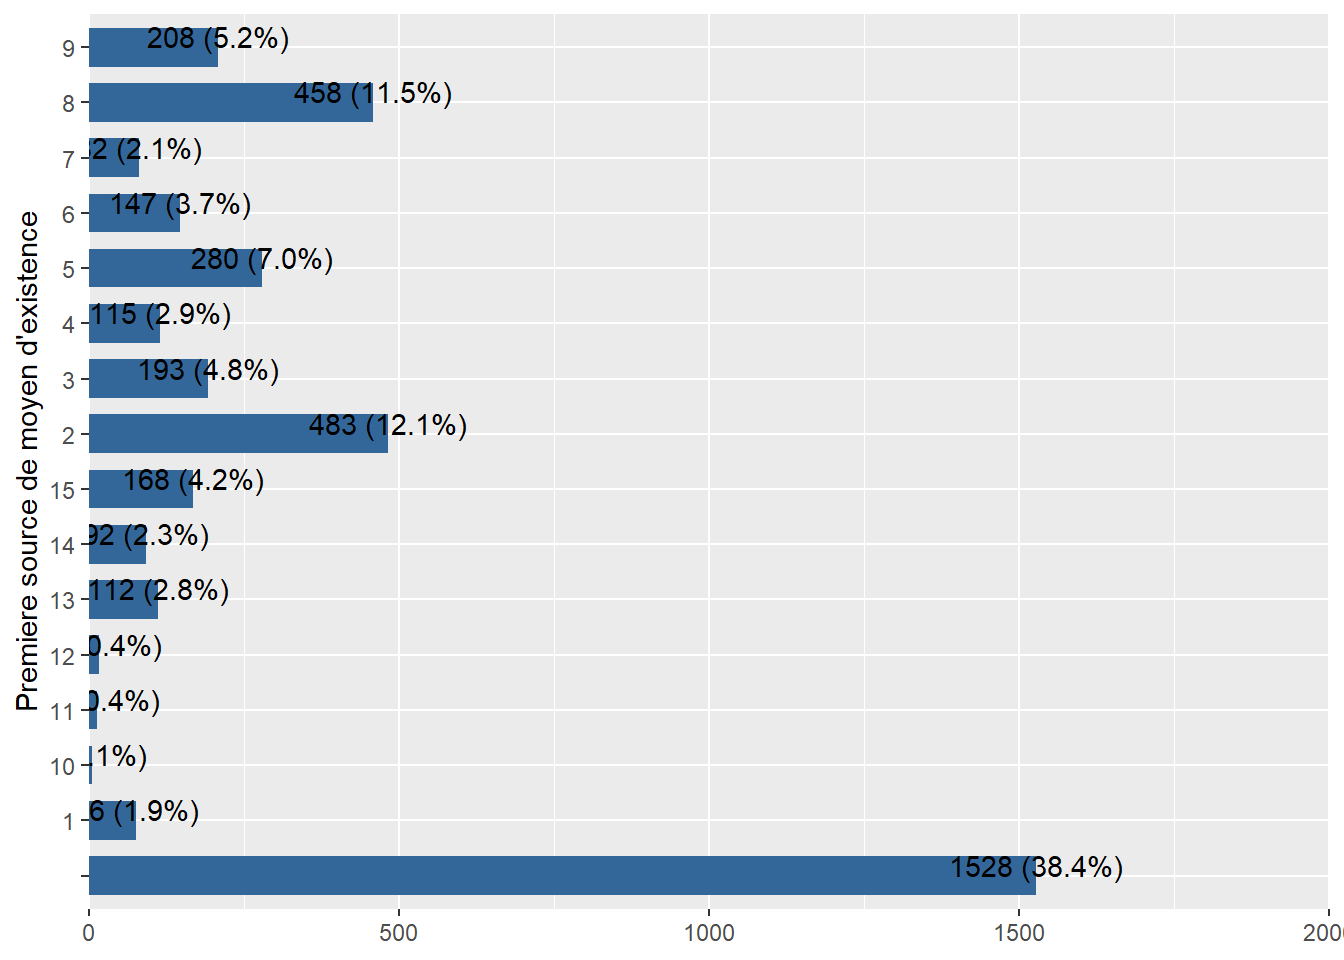 Premiere source de moyen d'existence
9 208 (5.2%)
8 458 (11.5%)
7 2 (2.1%)
6 147 (3.7%)
5 280 (7.0%)
4 115 (2.9%)
3 193 (4.8%)
2 483 (12.1%)
15 168 (4.2%)
14 92 (2.3%)
13 112 (2.8%)
12 0.4%)
11 0.4%)
10 1%)
1 6 (1.9%)
1528 (38.4%)
0 500 1000 1500 200